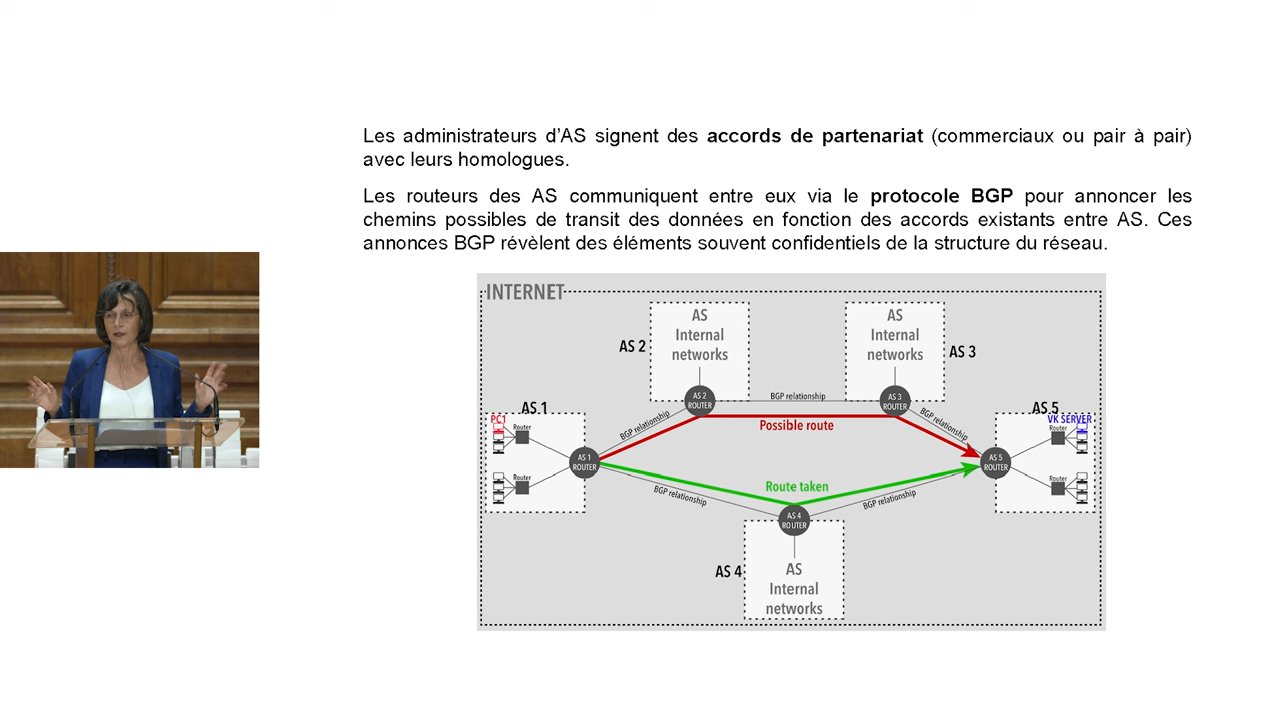 Les administrateurs d'AS signent des accords de partenariat (commerciaux ou pair à pair)
avec leurs homologues.
Les routeurs des AS communiquent entre eux via le protocole BGP pour annoncer les
chemins possibles de transit des données en fonction des accords existants entre AS. Ces
annonces BGP révèlent des éléments souvent confidentiels de la structure du réseau.
INTERNET
AS 2
AS
Internal
networks
AS 2
ROUTER
AS
Internal
networks
AS 3
AS 3
ROUTER
BGP relationship
BGP relationship
BGP relationship
Possible route
AS 1
PC1
Router
Router
AS 1
ROUTER
AS 5
VK SERVER
Router
Router
AS 5
ROUTER
Route taken
BGP relationship
BGP relationship
AS 4
ROUTER
AS 4
AS
Internal
networks